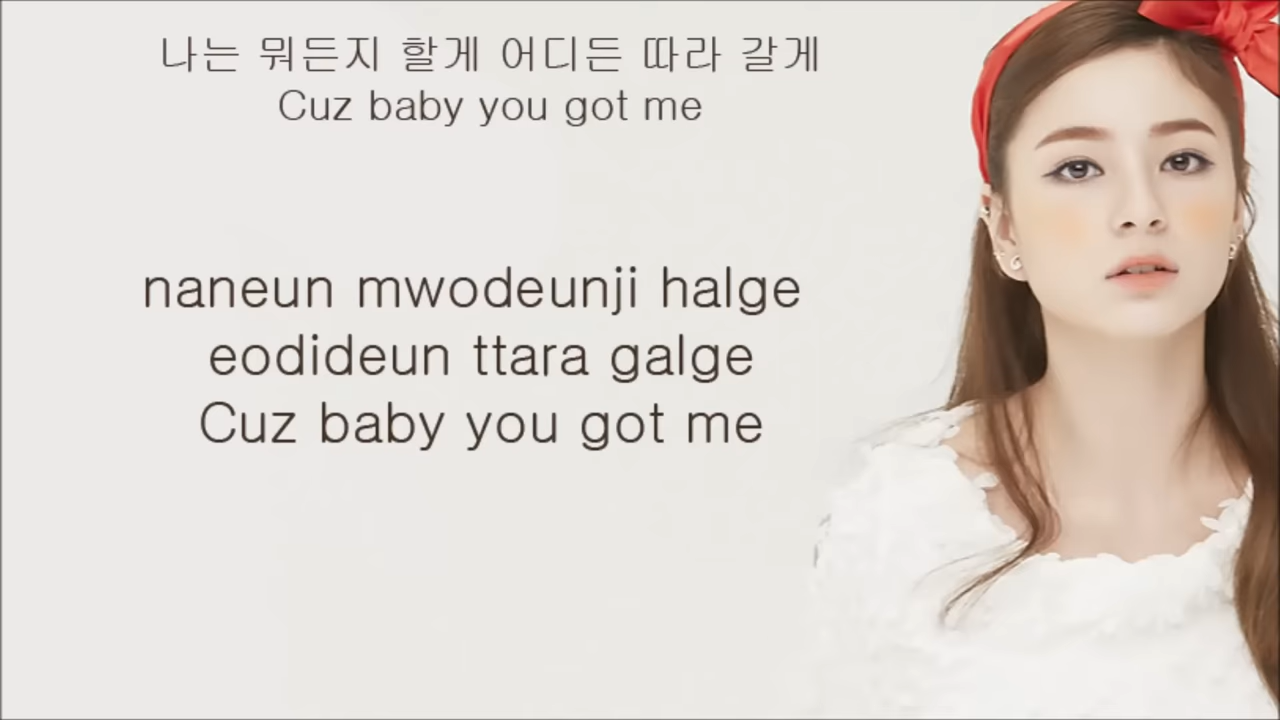 나는 뭐든지 할게 어디든 따라 갈게
Cuz baby you got me
naneun mwodeunji halge
eodideun ttara galge
Cuz baby you got me